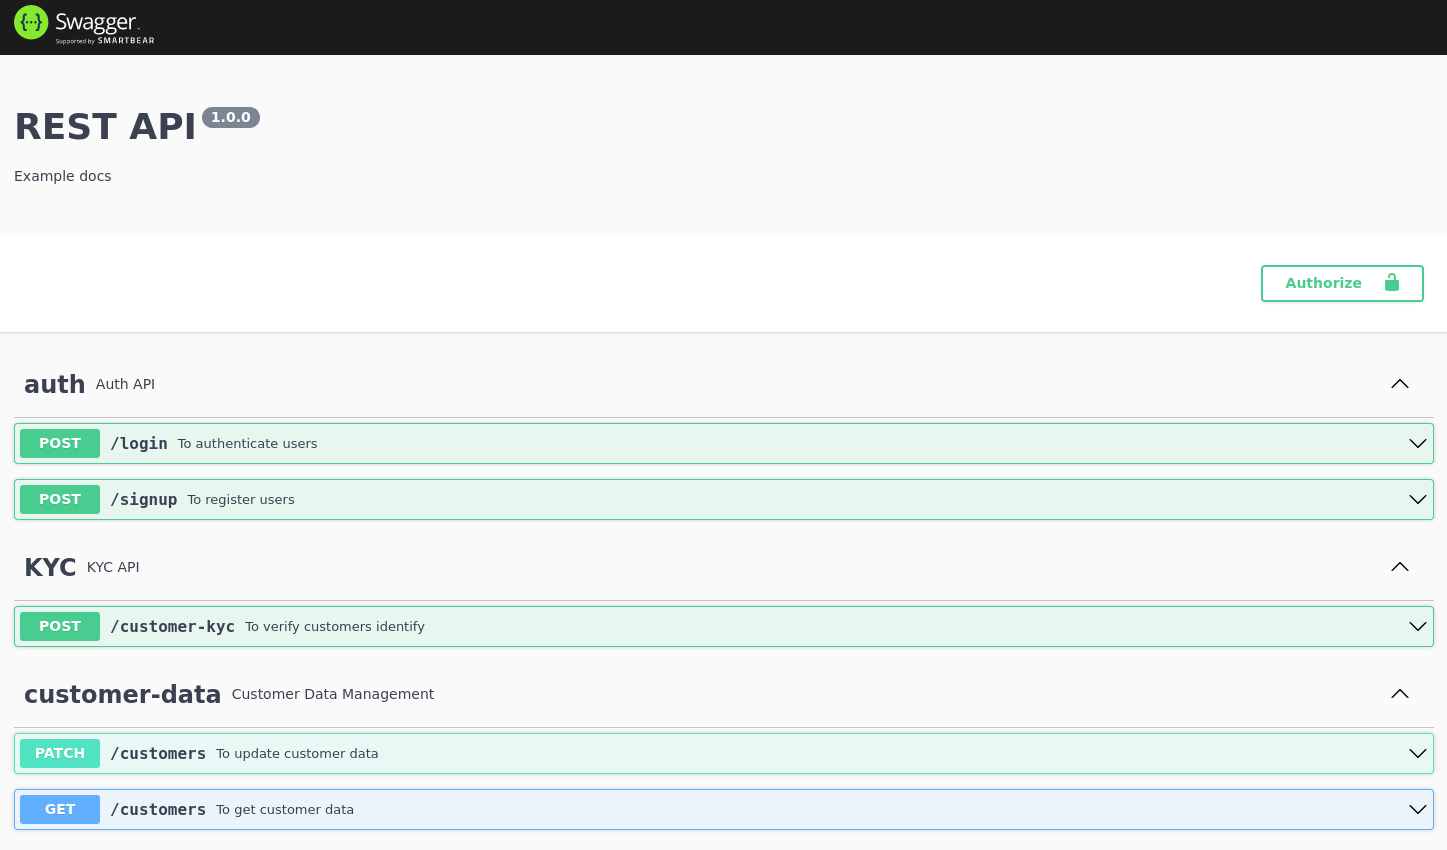 {···} Swagger.
Supported by SMARTBEAR
REST API 1.0.0
Example docs
Authorize
auth Auth API
POST /login To authenticate users
POST /signup To register users
KYC KYC API
POST /customer-kyc To verify customers identify
customer-data Customer Data Management
PATCH /customers To update customer data
GET /customers To get customer data